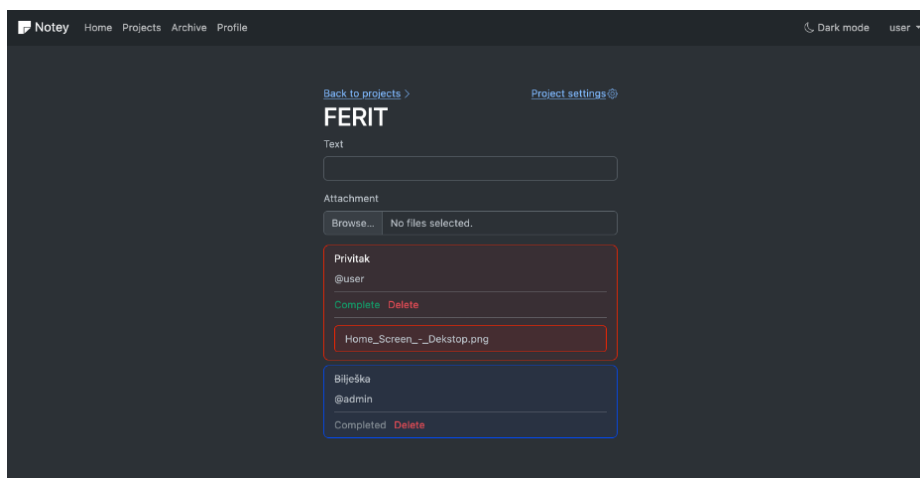 Notey Home Projects Archive Profile Dark mode user
Back to projects Project settings
FERIT
Text
Attachment
Browse... No files selected.
Privitak
@user
Complete Delete
Home_Screen_-_Dekstop.png
Bilješka
@admin
Completed Delete